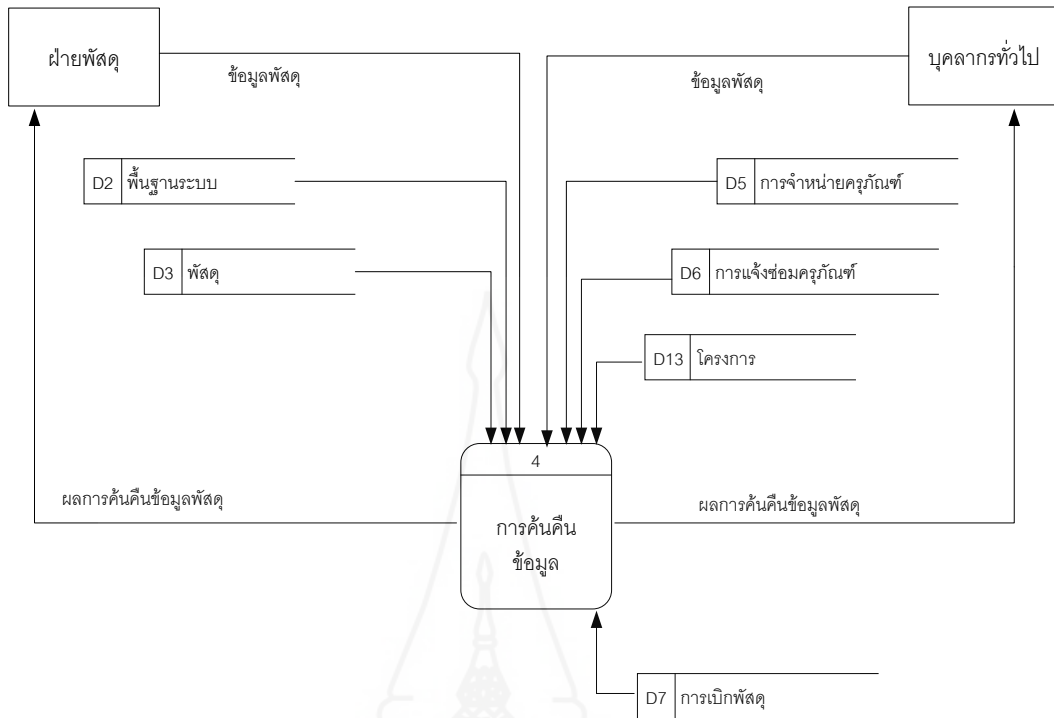 ฝ่ายพัสดุ
บุคลากรทั่วไป
ข้อมูลพัสดุ
ข้อมูลพัสดุ
D2 พื้นฐานระบบ
D5 การจำหน่ายครุภัณฑ์
D3 พัสดุ
D6 การแจ้งซ่อมครุภัณฑ์
D13 โครงการ
4
ผลการค้นคืนข้อมูลพัสดุ
ผลการค้นคืนข้อมูลพัสดุ
การค้นคืน
ข้อมูล
D7 การเบิกพัสดุ